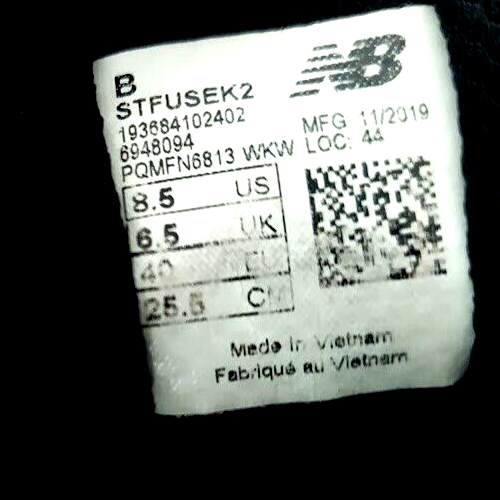 NB
B
STFUSEK2
193684102402
6948094
PQMFN6813 WKW
MFG 11/2019
LOC: 44
8.5 US
6.5 UK
40 EU
25.5 CM
Made in Vietnam
Fabriqué au Vietnam